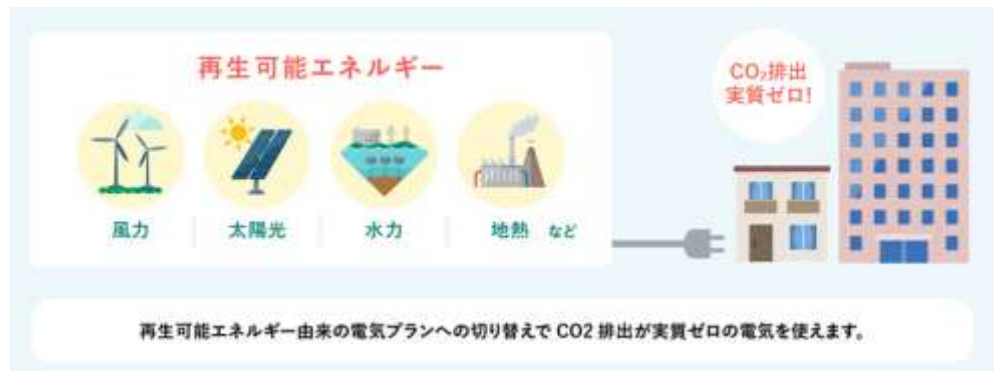 再生可能エネルギー
CO₂排出
実質ゼロ!
風力
太陽光
水力
地熱 など
再生可能エネルギー由来の電気プランへの切り替えで CO2 排出が実質ゼロの電気を使えます。